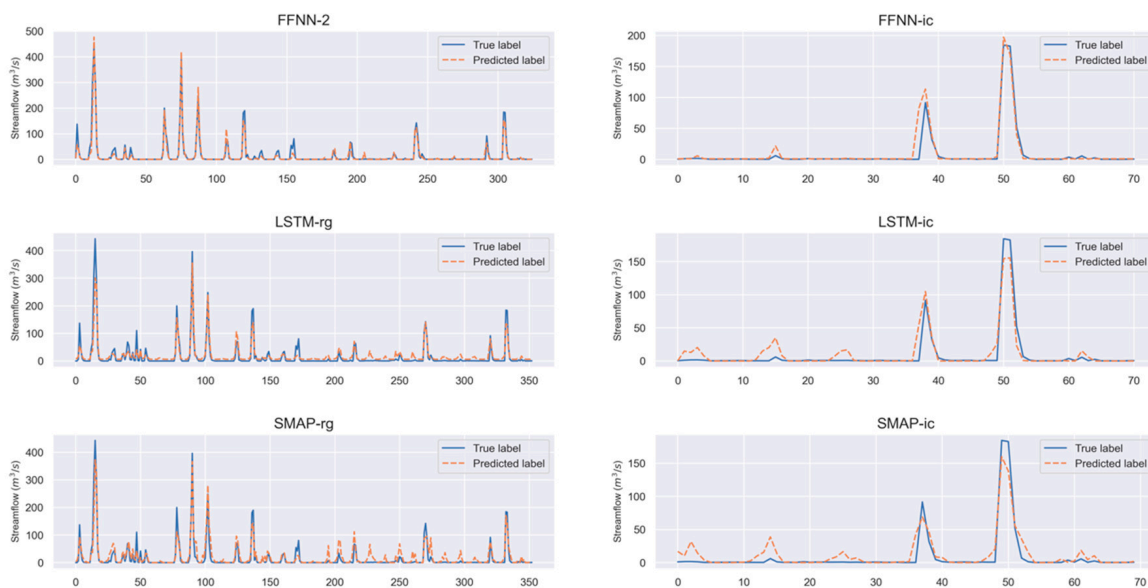 FFNN-2
Streamflow (m³/s)
500
400
300
200
100
0
True label
Predicted label
0 50 100 150 200 250 300
FFNN-ic
Streamflow (m³/s)
200
150
100
50
0
True label
Predicted label
0 10 20 30 40 50 60 70
LSTM-rg
Streamflow (m³/s)
400
300
200
100
0
True label
Predicted label
0 50 100 150 200 250 300 350
LSTM-ic
Streamflow (m³/s)
150
100
50
0
True label
Predicted label
0 10 20 30 40 50 60 70
SMAP-rg
Streamflow (m³/s)
400
300
200
100
0
True label
Predicted label
0 50 100 150 200 250 300 350
SMAP-ic
Streamflow (m³/s)
150
100
50
0
True label
Predicted label
0 10 20 30 40 50 60 70